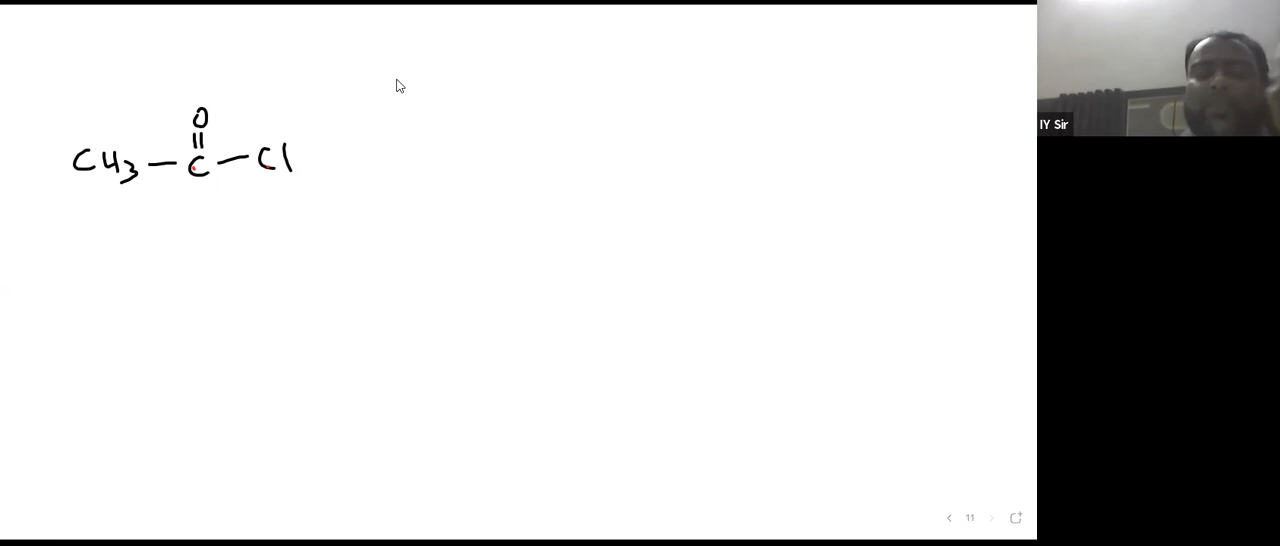 O
||
CH3 — C — Cl
IY Sir
11